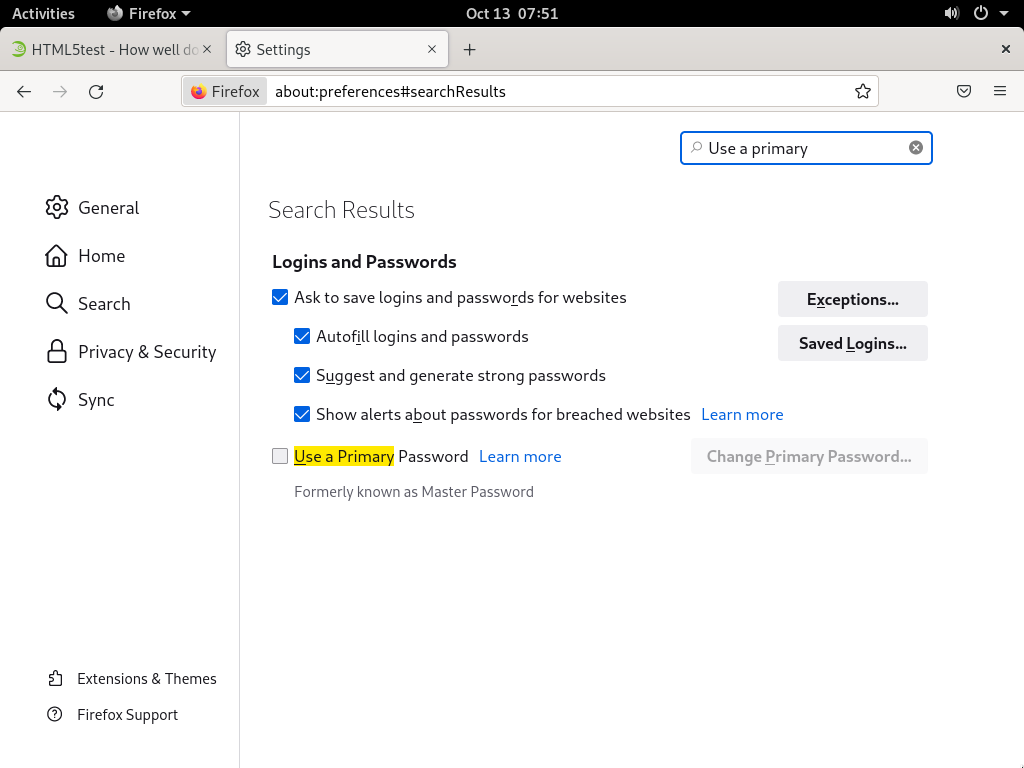 Activities
Firefox
Oct 13 07:51
HTML5test - How well do
Settings
Firefox
about:preferences#searchResults
Use a primary
General
Home
Search
Privacy & Security
Sync
Extensions & Themes
Firefox Support
Search Results
Logins and Passwords
Ask to save logins and passwords for websites
Exceptions...
Autofill logins and passwords
Saved Logins...
Suggest and generate strong passwords
Show alerts about passwords for breached websites Learn more
Use a Primary Password Learn more
Change Primary Password...
Formerly known as Master Password